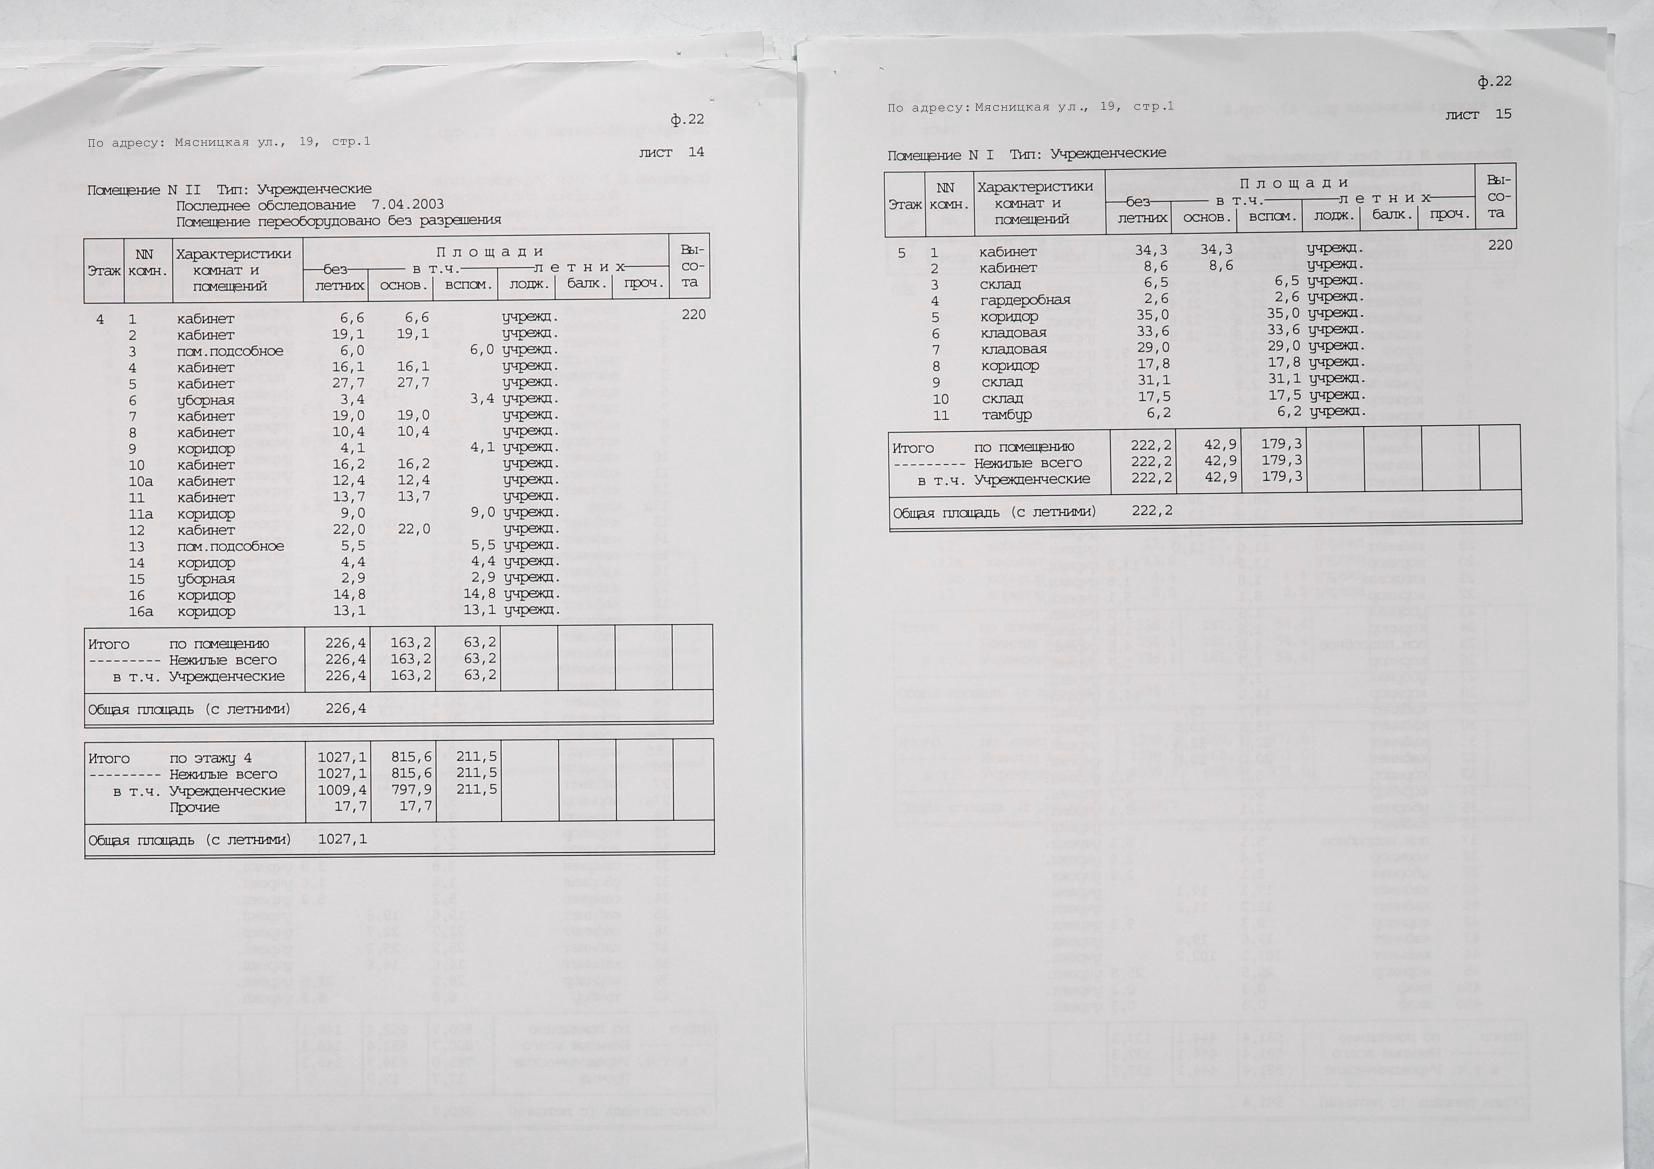 ф.22
По адресу: Мясницкая ул., 19, стр.1
лист 14
Помещение N II Тип: Учрежденческие
Последнее обследование 7.04.2003
Помещение переоборудовано без разрешения
Этаж NN комн. Характеристики комнат и помещений Площади Вы-со-та
без летних в т.ч. летних
основ. вспом. лодж. балк. проч.
4 1 кабинет 6,6 6,6 учрежд. 220
2 кабинет 19,1 19,1 учрежд.
3 пом.подсобное 6,0 6,0 учрежд.
4 кабинет 16,1 16,1 учрежд.
5 кабинет 27,7 27,7 учрежд.
6 уборная 3,4 3,4 учрежд.
7 кабинет 19,0 19,0 учрежд.
8 кабинет 10,4 10,4 учрежд.
9 коридор 4,1 4,1 учрежд.
10 кабинет 16,2 16,2 учрежд.
10а кабинет 12,4 12,4 учрежд.
11 кабинет 13,7 13,7 учрежд.
11а коридор 9,0 9,0 учрежд.
12 кабинет 22,0 22,0 учрежд.
13 пом.подсобное 5,5 5,5 учрежд.
14 коридор 4,4 4,4 учрежд.
15 уборная 2,9 2,9 учрежд.
16 коридор 14,8 14,8 учрежд.
16а коридор 13,1 13,1 учрежд.
Итого по помещению 226,4 163,2 63,2
--------- Нежилые всего 226,4 163,2 63,2
в т.ч. Учрежденческие 226,4 163,2 63,2
Общая площадь (с летними) 226,4
Итого по этажу 4 1027,1 815,6 211,5
--------- Нежилые всего 1027,1 815,6 211,5
в т.ч. Учрежденческие 1009,4 797,9 211,5
Прочие 17,7 17,7
Общая площадь (с летними) 1027,1
ф.22
По адресу: Мясницкая ул., 19, стр.1
лист 15
Помещение N I Тип: Учрежденческие
Этаж NN комн. Характеристики комнат и помещений Площади Вы-со-та
без летних в т.ч. летних
основ. вспом. лодж. балк. проч.
5 1 кабинет 34,3 34,3 учрежд. 220
2 кабинет 8,6 8,6 учрежд.
3 склад 6,5 6,5 учрежд.
4 гардеробная 2,6 2,6 учрежд.
5 коридор 35,0 35,0 учрежд.
6 кладовая 33,6 33,6 учрежд.
7 кладовая 29,0 29,0 учрежд.
8 коридор 17,8 17,8 учрежд.
9 склад 31,1 31,1 учрежд.
10 склад 17,5 17,5 учрежд.
11 тамбур 6,2 6,2 учрежд.
Итого по помещению 222,2 42,9 179,3
--------- Нежилые всего 222,2 42,9 179,3
в т.ч. Учрежденческие 222,2 42,9 179,3
Общая площадь (с летними) 222,2